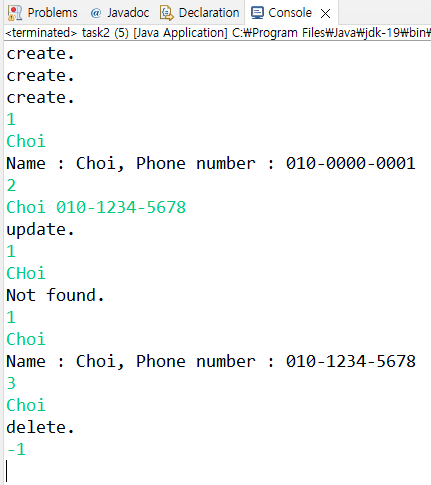 Problems @ Javadoc Declaration Console
<terminated> task2 (5) [Java Application] C:₩Program Files₩Java₩jdk-19₩bin₩
create.
create.
create.
1
Choi
Name : Choi, Phone number : 010-0000-0001
2
Choi 010-1234-5678
update.
1
CHoi
Not found.
1
Choi
Name : Choi, Phone number : 010-1234-5678
3
Choi
delete.
-1